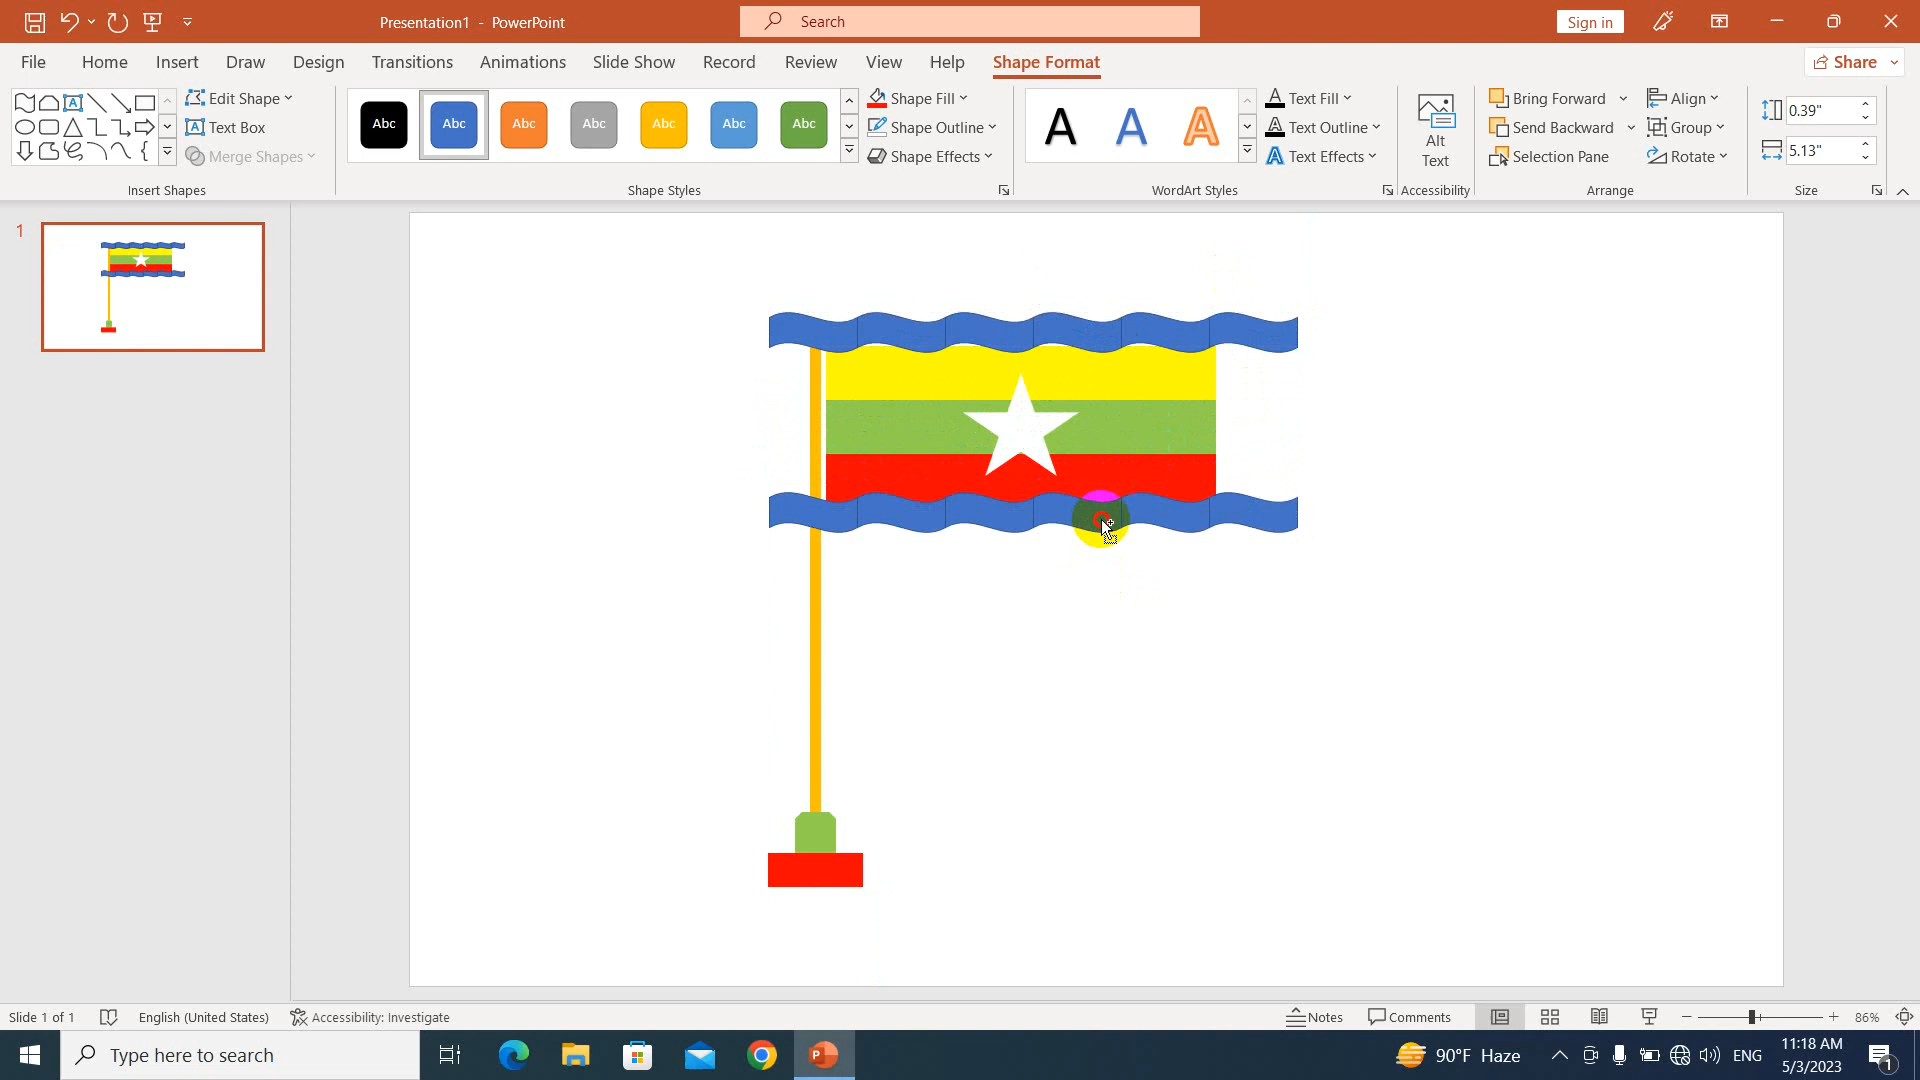 Presentation1 - PowerPoint
Search
Sign in
File Home Insert Draw Design Transitions Animations Slide Show Record Review View Help Shape Format
Share
Edit Shape
Text Box
Merge Shapes
Insert Shapes
Abc Abc Abc Abc Abc Abc Abc
Shape Fill
Shape Outline
Shape Effects
Shape Styles
A A A
Text Fill
Text Outline
Text Effects
WordArt Styles
Alt
Text
Accessibility
Bring Forward
Send Backward
Selection Pane
Align
Group
Rotate
Arrange
0.39"
5.13"
Size
1
Slide 1 of 1 English (United States) Accessibility: Investigate Notes Comments 86%
Type here to search
90°F Haze
ENG
11:18 AM
5/3/2023
1